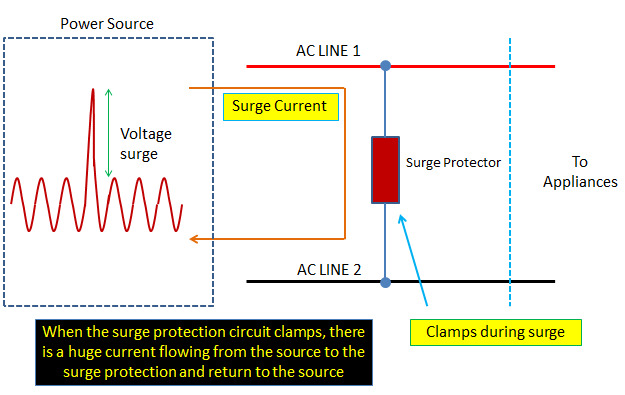 Power Source
AC LINE 1
Surge Current
Voltage
surge
Surge Protector
To
Appliances
AC LINE 2
When the surge protection circuit clamps, there
is a huge current flowing from the source to the
surge protection and return to the source
Clamps during surge